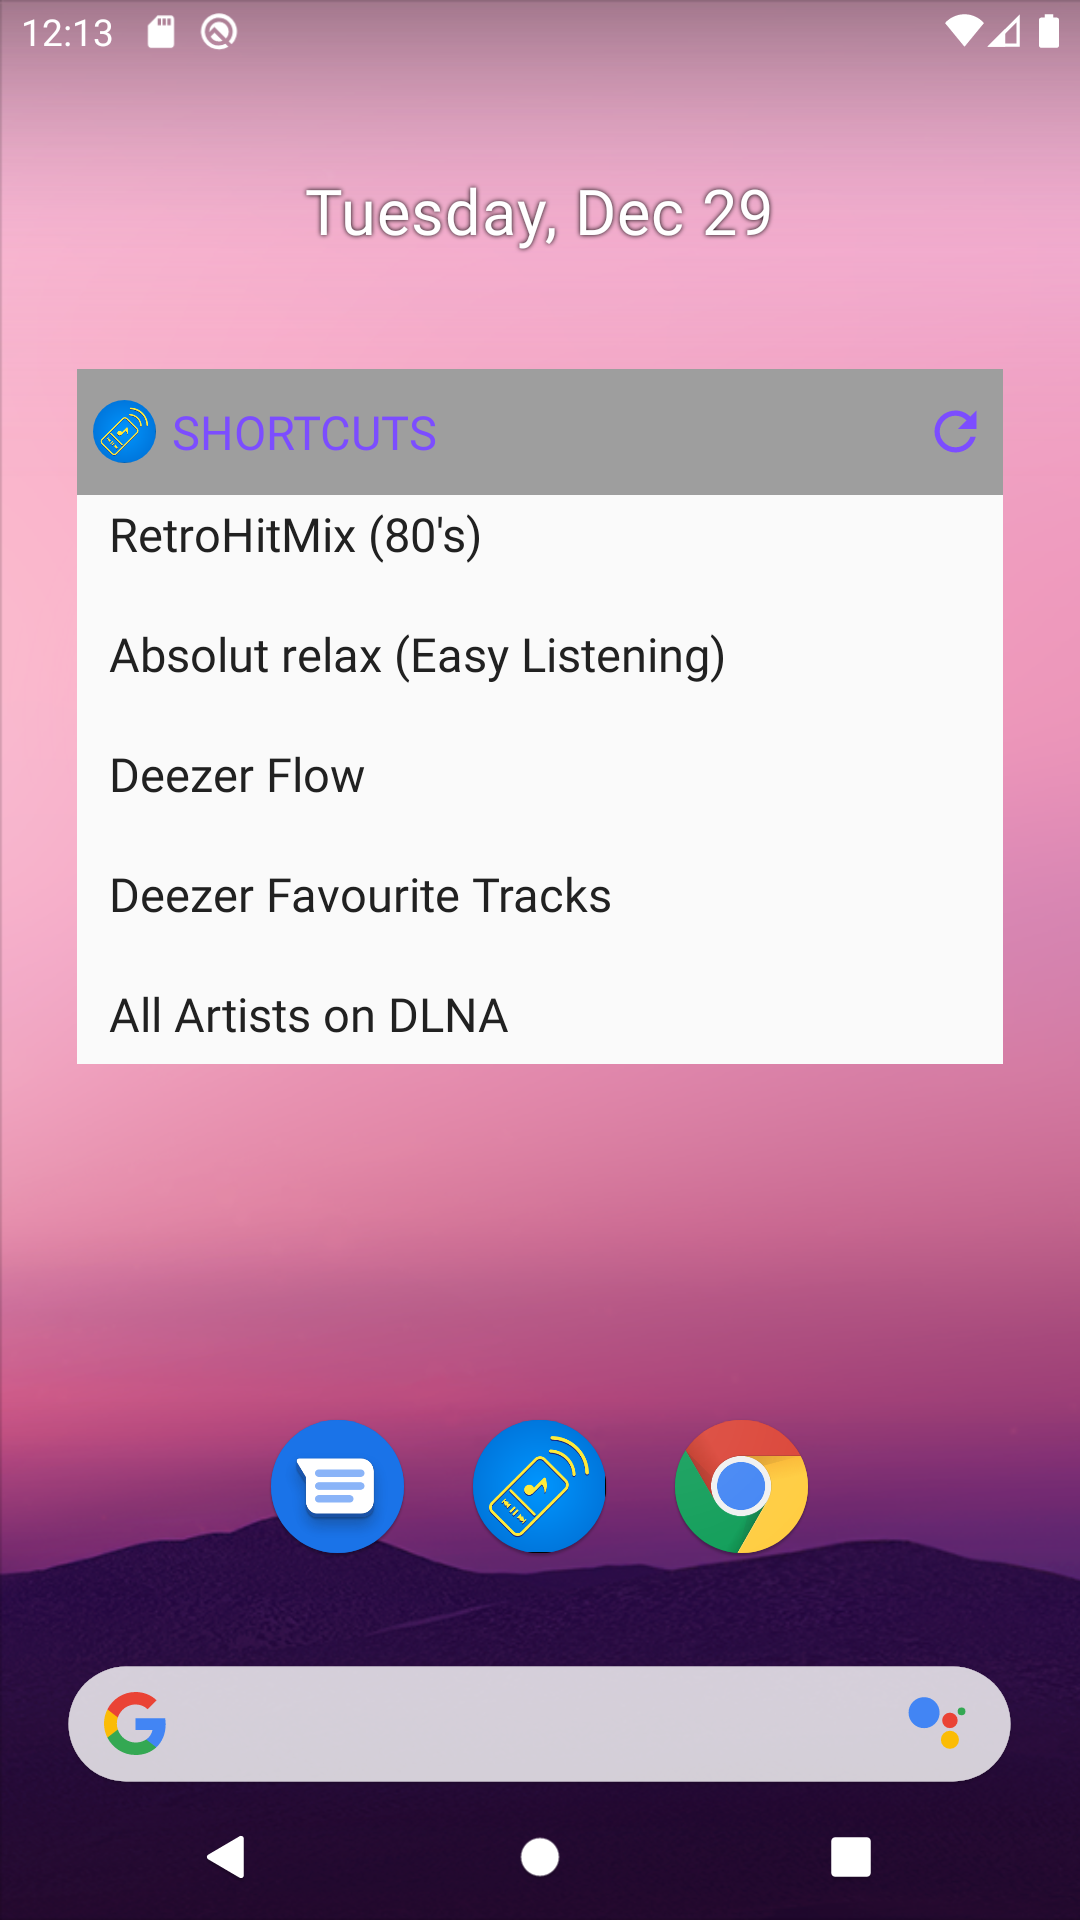 12:13
Tuesday, Dec 29
SHORTCUTS
RetroHitMix (80's)
Absolut relax (Easy Listening)
Deezer Flow
Deezer Favourite Tracks
All Artists on DLNA